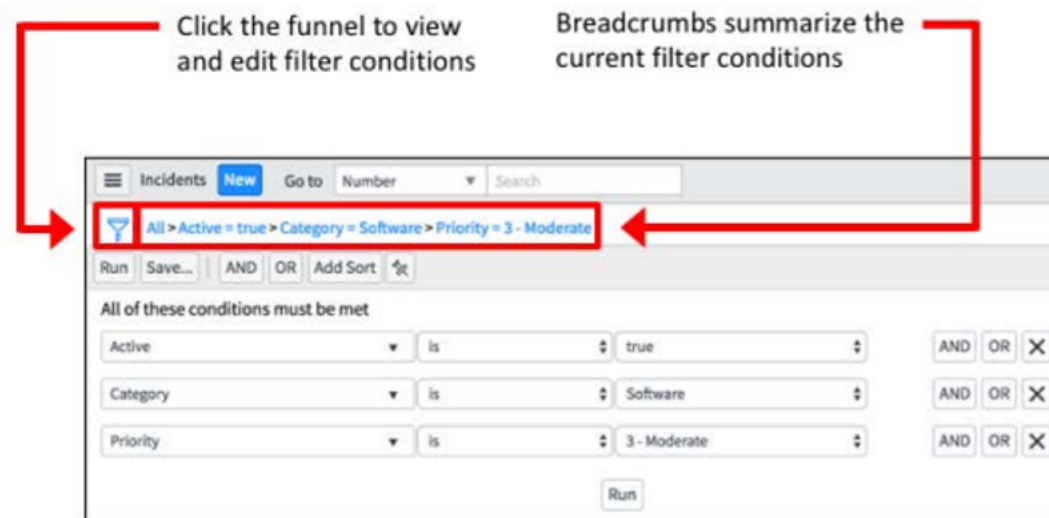 Click the funnel to view
and edit filter conditions
Breadcrumbs summarize the
current filter conditions
Incidents New Go to Number Search
All > Active = true > Category = Software > Priority = 3 - Moderate
Run Save... AND OR Add Sort
All of these conditions must be met
Active is true AND OR X
Category is Software AND OR X
Priority is 3 - Moderate AND OR X
Run